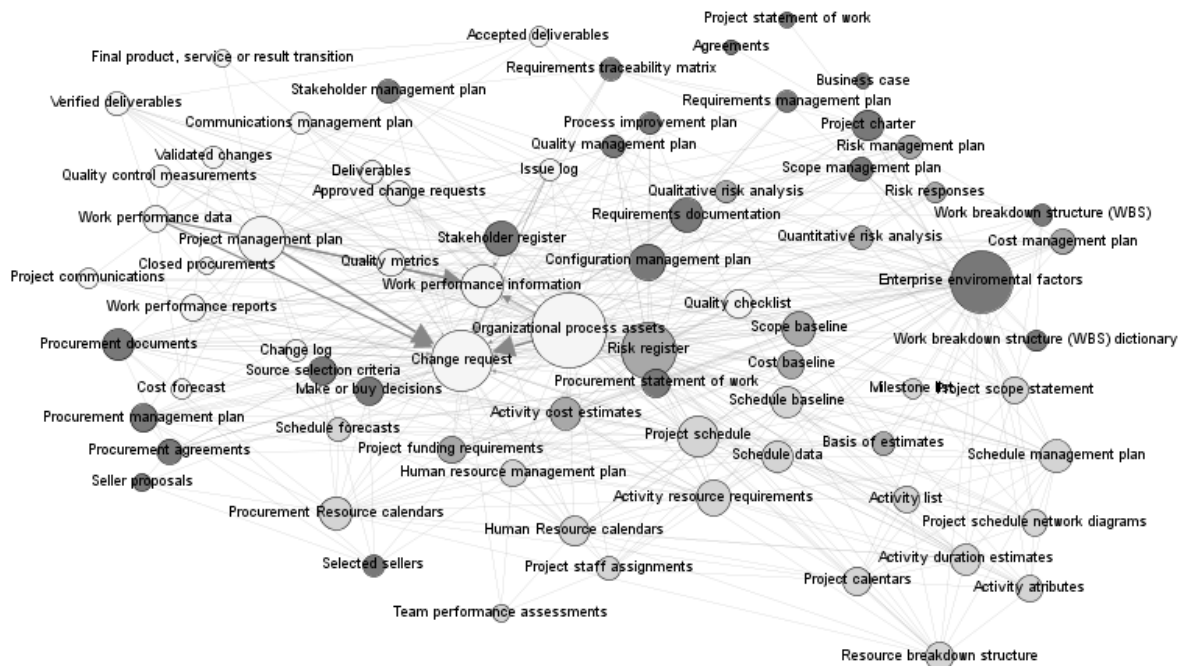 Project statement of work
Accepted deliverables
Agreements
Final product, service or result transition
Requirements traceability matrix
Business case
Stakeholder management plan
Verified deliverables
Requirements management plan
Communications management plan
Process improvement plan
Project charter
Quality management plan
Risk management plan
Validated changes
Deliverables
Issue log
Scope management plan
Quality control measurements
Approved change requests
Qualitative risk analysis
Risk responses
Work performance data
Requirements documentation
Work breakdown structure (WBS)
Project management plan
Stakeholder register
Quantitative risk analysis
Cost management plan
Closed procurements
Quality metrics
Configuration management plan
Project communications
Work performance information
Enterprise enviromental factors
Work performance reports
Quality checklist
Organizational process assets
Scope baseline
Procurement documents
Change log
Risk register
Work breakdown structure (WBS) dictionary
Change request
Source selection criteria
Cost baseline
Cost forecast
Make or buy decisions
Procurement statement of work
Milestone list
Project scope statement
Schedule baseline
Procurement management plan
Activity cost estimates
Schedule forecasts
Project schedule
Basis of estimates
Procurement agreements
Project funding requirements
Schedule data
Schedule management plan
Human resource management plan
Seller proposals
Activity resource requirements
Activity list
Procurement Resource calendars
Project schedule network diagrams
Human Resource calendars
Activity duration estimates
Selected sellers
Project staff assignments
Project calentars
Activity atributes
Team performance assessments
Resource breakdown structure